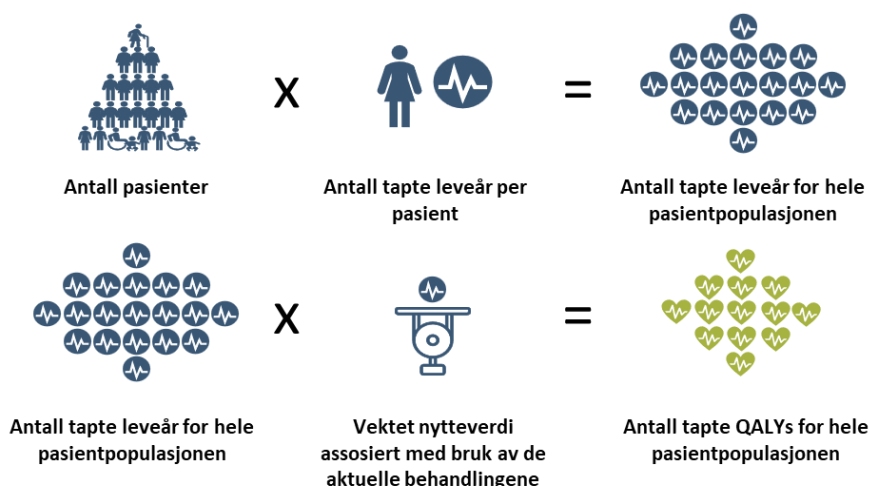 X
=
Antall pasienter
Antall tapte leveår per
pasient
Antall tapte leveår for hele
pasientpopulasjonen
X
=
Antall tapte leveår for hele
pasientpopulasjonen
Vektet nytteverdi
assosiert med bruk av de
aktuelle behandlingene
Antall tapte QALYs for hele
pasientpopulasjonen